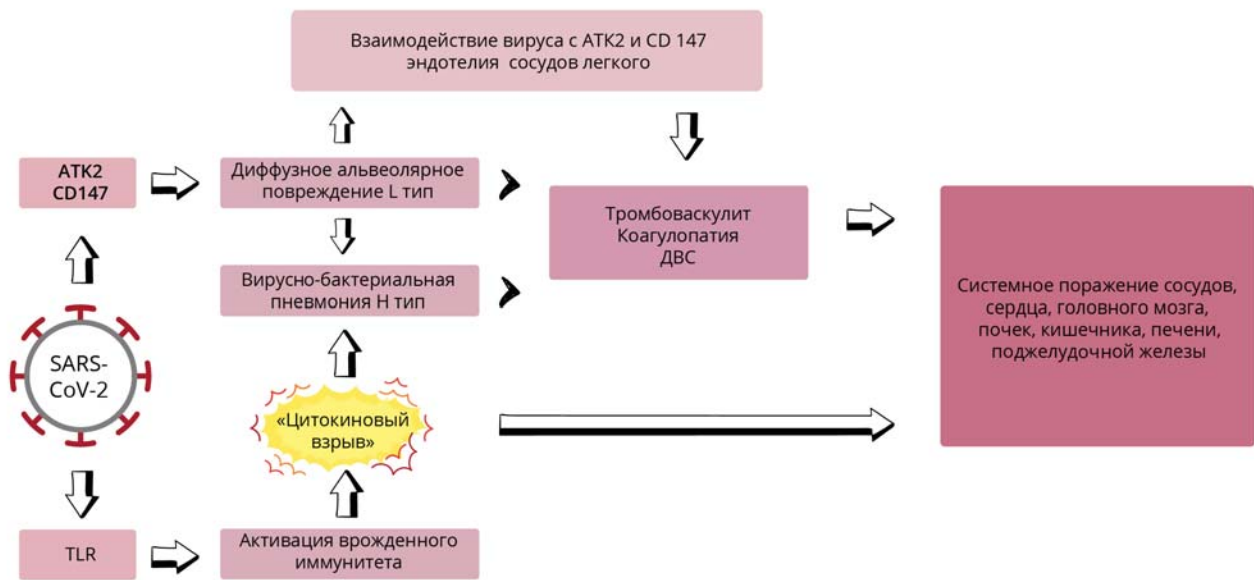 Взаимодействие вируса с АТК2 и CD 147
эндотелия сосудов легкого
АТК2
CD147
Диффузное альвеолярное
повреждение L тип
Тромбоваскулит
Коагулопатия
ДВС
Вирусно-бактериальная
пневмония Н тип
Системное поражение сосудов,
сердца, головного мозга,
почек, кишечника, печени,
поджелудочной железы
SARS-
CoV-2
«Цитокиновый
взрыв»
TLR
Активация врожденного
иммунитета